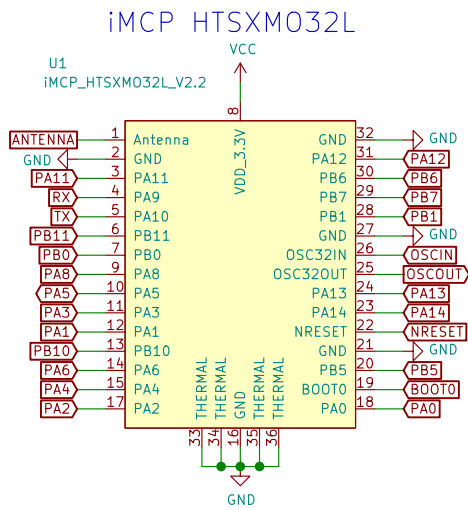 iMCP HTSXMO32L
U1
iMCP_HTSXMO32L_V2.2
VCC
8
VDD_3.3V
ANTENNA 1 Antenna GND 32 GND
GND 2 GND PA12 31 PA12
PA11 3 PA11 PB6 30 PB6
RX 4 PA9 PB7 29 PB7
TX 5 PA10 PB1 28 PB1
PB11 6 PB11 GND 27 GND
PB0 7 PB0 OSC32IN 26 OSCIN
PA8 9 PA8 OSC32OUT 25 OSCOUT
PA5 10 PA5 PA13 24 PA13
PA3 11 PA3 PA14 23 PA14
PA1 12 PA1 NRESET 22 NRESET
PB10 13 PB10 GND 21 GND
PA6 14 PA6 PB5 20 PB5
PA4 15 PA4 BOOT0 19 BOOT0
PA2 17 PA2 PA0 18 PA0
THERMAL THERMAL GND THERMAL THERMAL
33 34 16 35 36
GND